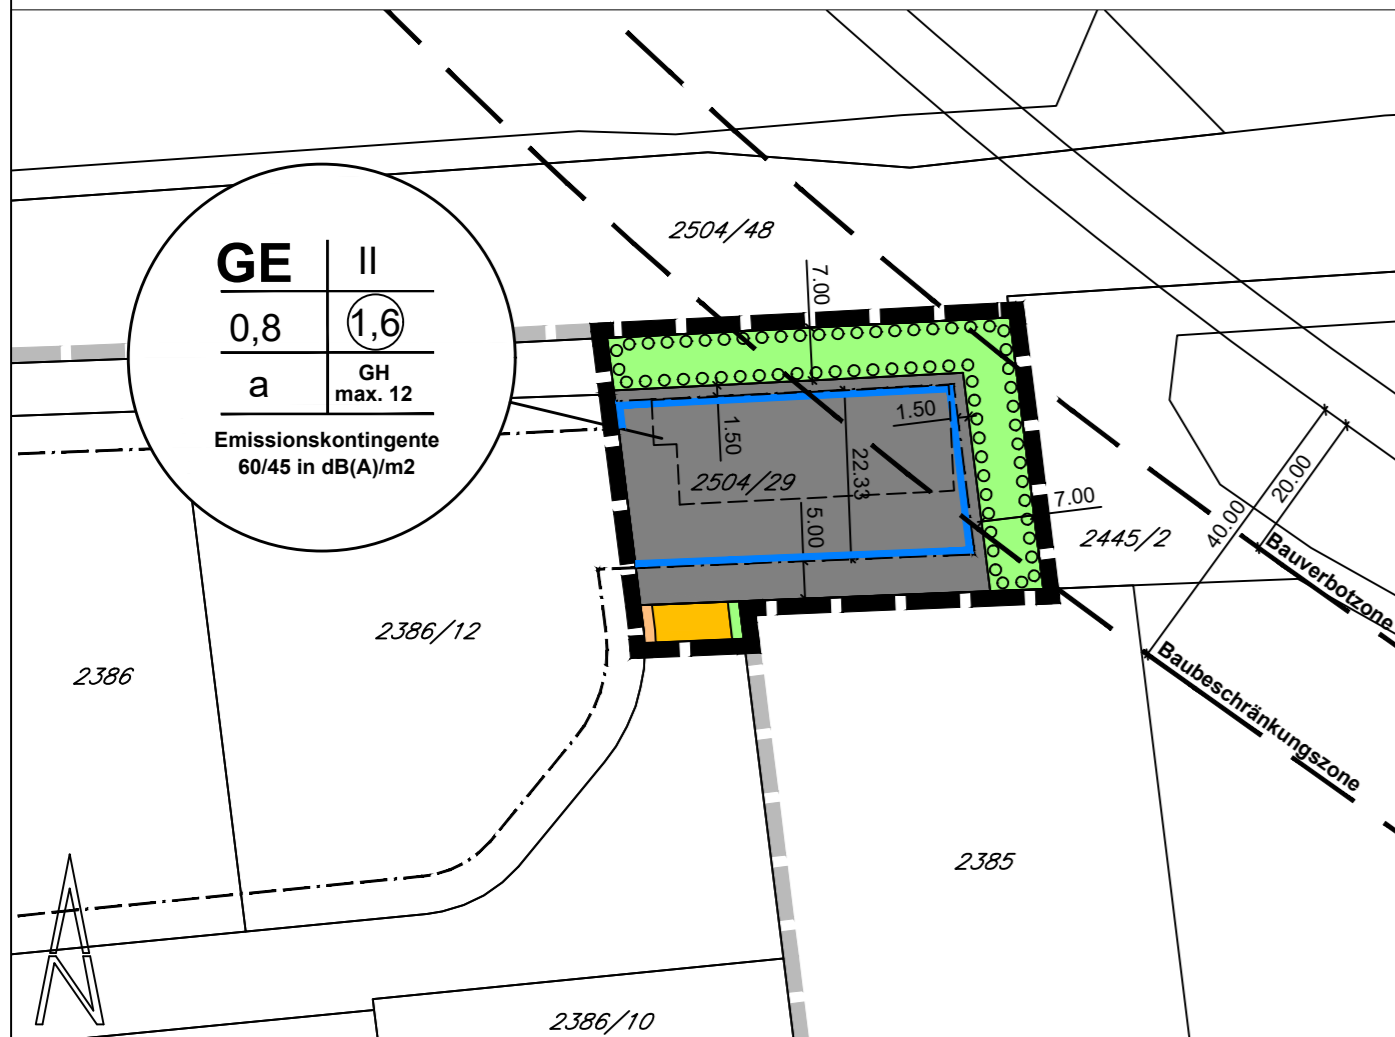 2504/48
7.00
GE II
0,8 1,6
a GH
max. 12
Emissionskontingente
60/45 in dB(A)/m2
1.50
1.50
22.33
2504/29
5.00
7.00
2445/2
40.00
20.00
Bauverbotzone
Baubeschränkungszone
2386/12
2386
2385
2386/10
N